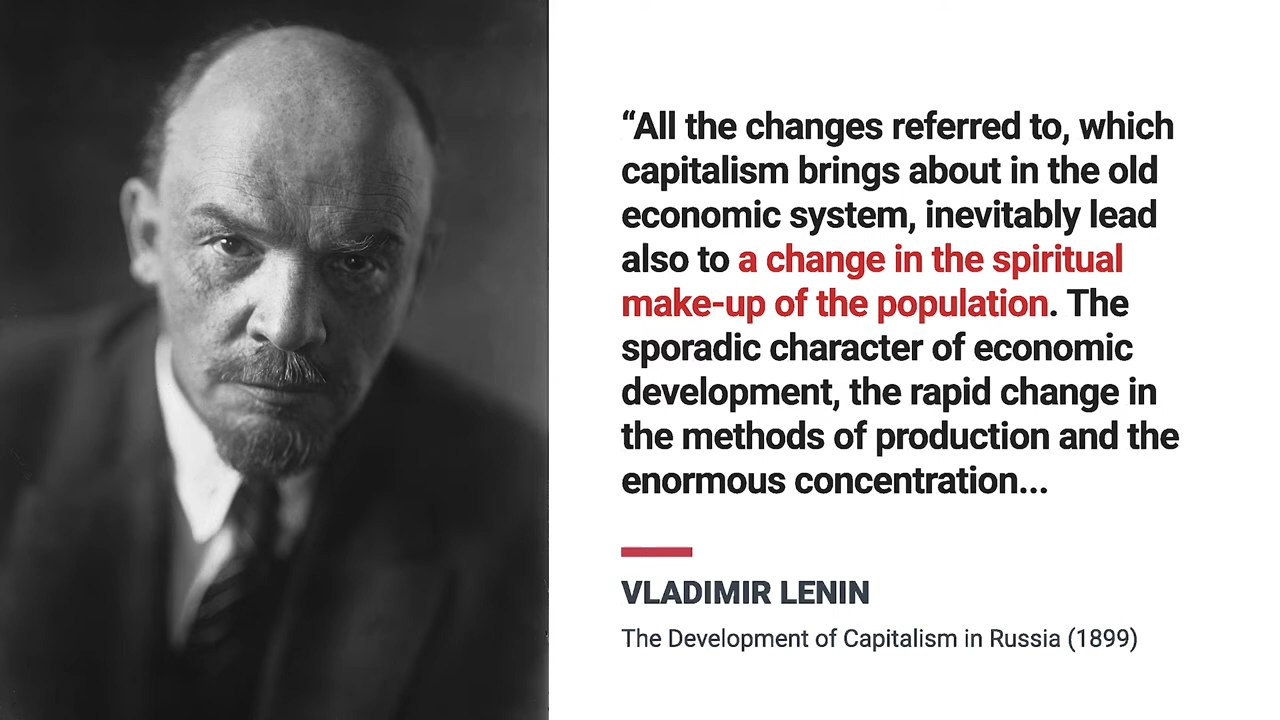 “All the changes referred to, which
capitalism brings about in the old
economic system, inevitably lead
also to a change in the spiritual
make-up of the population. The
sporadic character of economic
development, the rapid change in
the methods of production and the
enormous concentration...
VLADIMIR LENIN
The Development of Capitalism in Russia (1899)